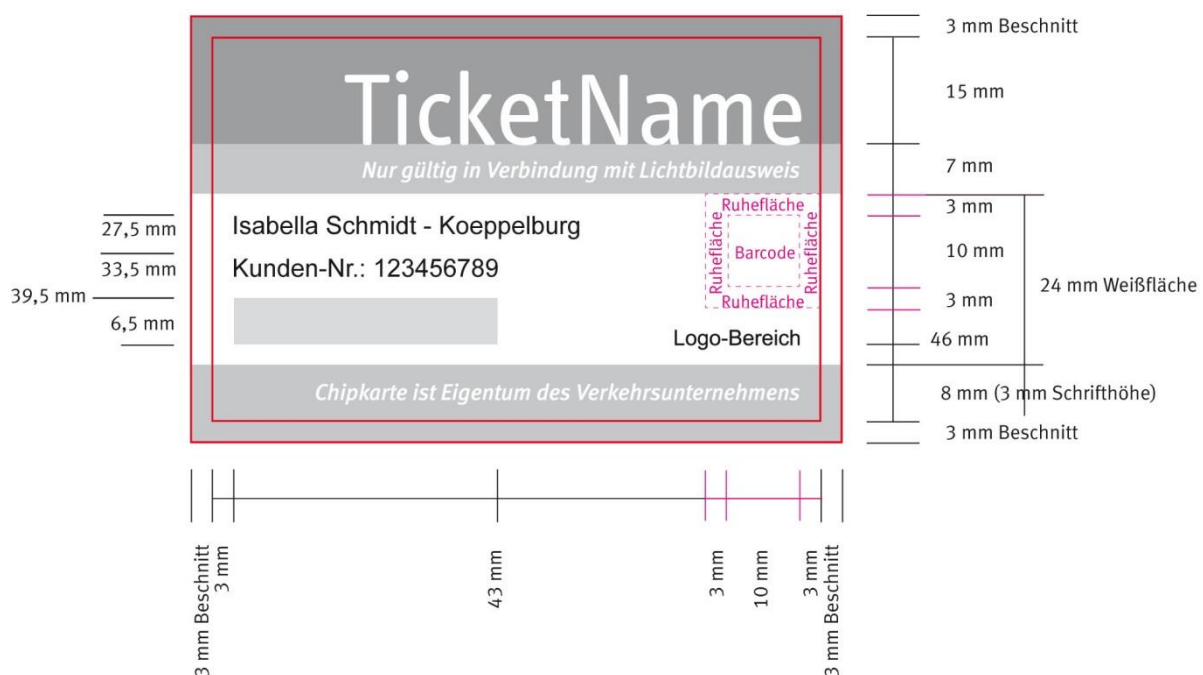 3 mm Beschnitt
15 mm
TicketName
7 mm
Nur gültig in Verbindung mit Lichtbildausweis
3 mm
Ruhefläche
27,5 mm
Isabella Schmidt - Koeppelburg
Ruhefläche
Barcode
Ruhefläche
10 mm
33,5 mm
Kunden-Nr.: 123456789
24 mm Weißfläche
39,5 mm
Ruhefläche
3 mm
6,5 mm
Logo-Bereich
46 mm
Chipkarte ist Eigentum des Verkehrsunternehmens
8 mm (3 mm Schrifthöhe)
3 mm Beschnitt
3 mm Beschnitt
3 mm
43 mm
3 mm
10 mm
3 mm
3 mm Beschnitt